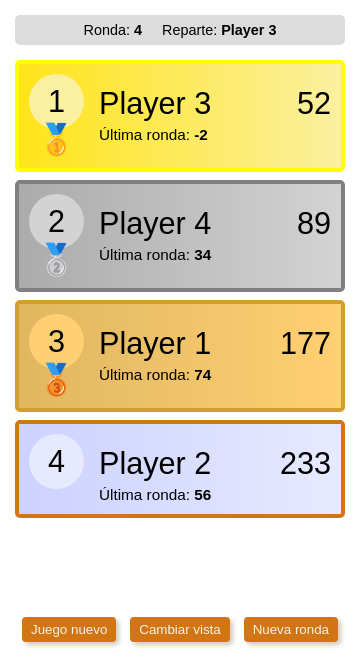 Ronda: 4 Reparte: Player 3
1 Player 3 52
Última ronda: -2
2 Player 4 89
Última ronda: 34
3 Player 1 177
Última ronda: 74
4 Player 2 233
Última ronda: 56
Juego nuevo Cambiar vista Nueva ronda